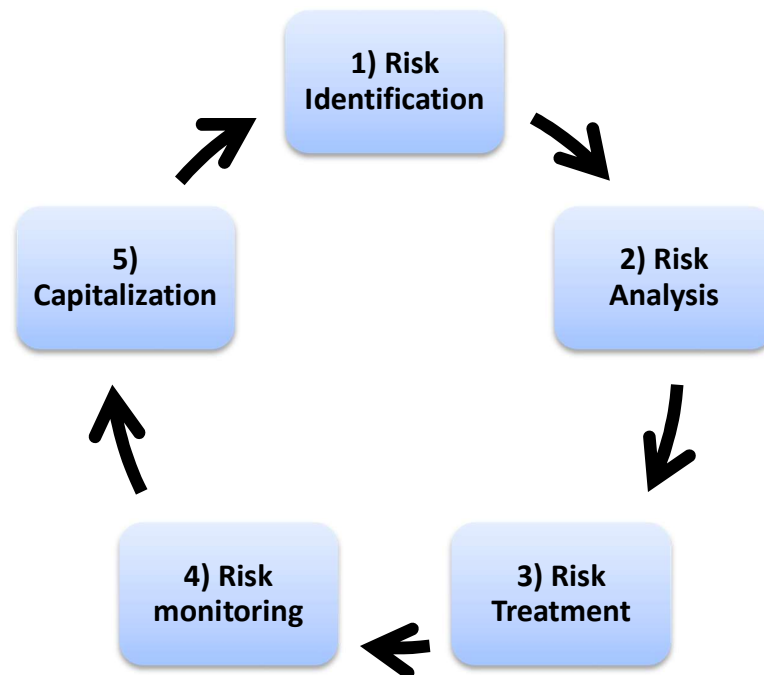 1) Risk
Identification
2) Risk
Analysis
3) Risk
Treatment
4) Risk
monitoring
5)
Capitalization